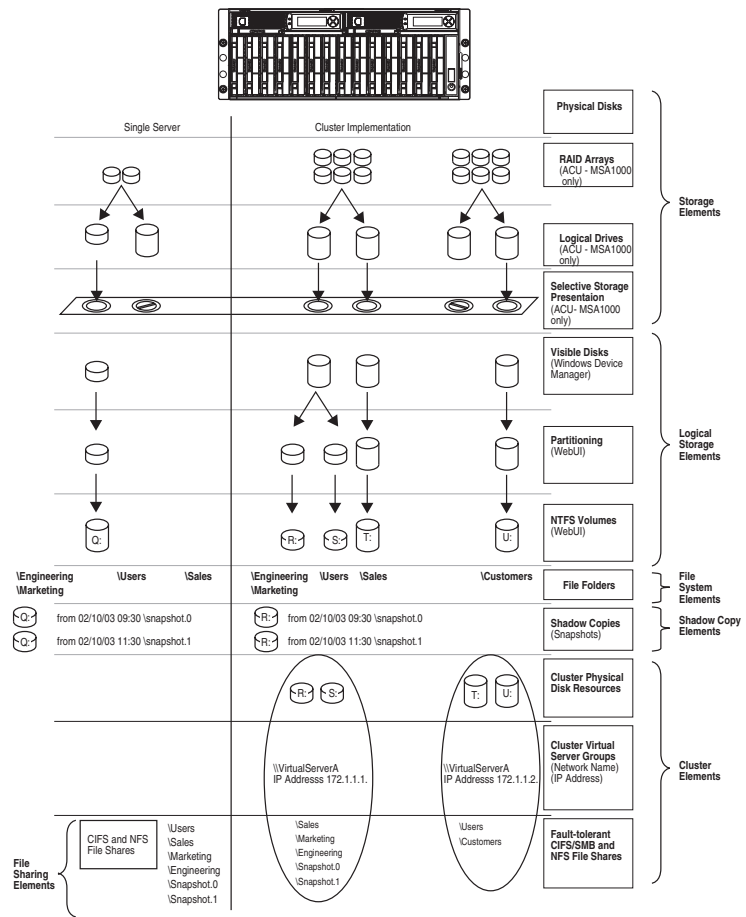 Physical Disks
Single Server
Cluster Implementation
RAID Arrays
(ACU - MSA1000
only)
Storage
Elements
Logical Drives
(ACU - MSA1000
only)
Selective Storage
Presentaion
(ACU- MSA1000
only)
Visible Disks
(Windows Device
Manager)
Partitioning
(WebUI)
Logical
Storage
Elements
NTFS Volumes
(WebUI)
Q:
R:
S:
T:
U:
\Engineering
\Users
\Sales
\Marketing
\Engineering
\Users
\Sales
\Marketing
\Customers
File Folders
File
System
Elements
Q:
from 02/10/03 09:30 \snapshot.0
Q:
from 02/10/03 11:30 \snapshot.1
R:
from 02/10/03 09:30 \snapshot.0
R:
from 02/10/03 11:30 \snapshot.1
Shadow Copies
(Snapshots)
Shadow Copy
Elements
R:
S:
T:
U:
Cluster Physical
Disk Resources
\\VirtualServerA
IP Addresss 172.1.1.1.
\\VirtualServerA
IP Addresss 172.1.1.2.
Cluster Virtual
Server Groups
(Network Name)
(IP Address)
Cluster
Elements
File
Sharing
Elements
CIFS and NFS
File Shares
\Users
\Sales
\Marketing
\Engineering
\Snapshot.0
\Snapshot.1
\Sales
\Marketing
\Engineering
\Snapshot.0
\Snapshot.1
\Users
\Customers
Fault-tolerant
CIFS/SMB and
NFS File Shares